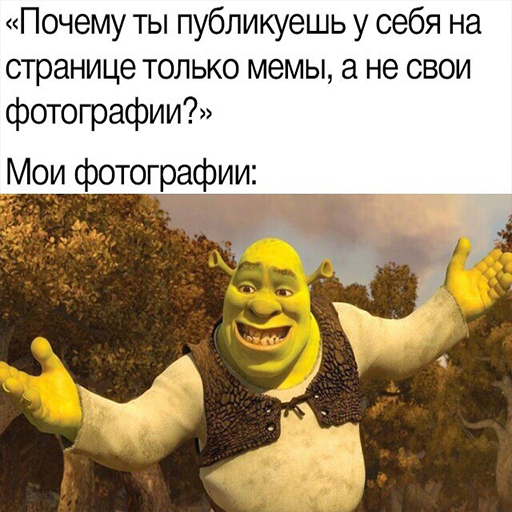 «Почему ты публикуешь у себя на
странице только мемы, а не свои
фотографии?»
Мои фотографии: